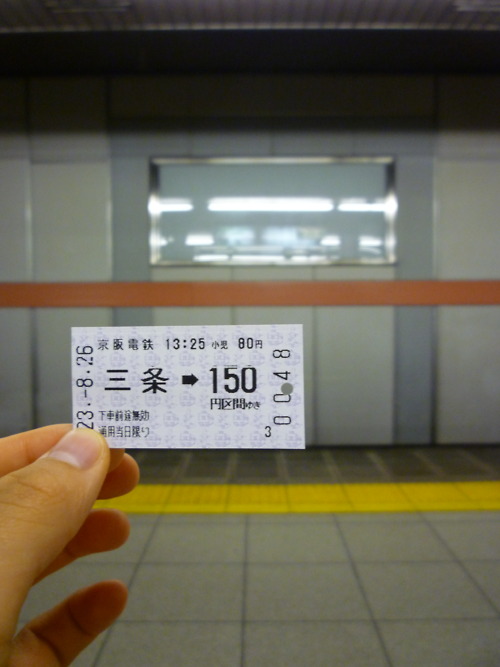 京阪電鉄 13:25 小児 80円
三条➡150
円区間ゆき
下車前途無効
通用当日限り
3
23.-8.26
0048